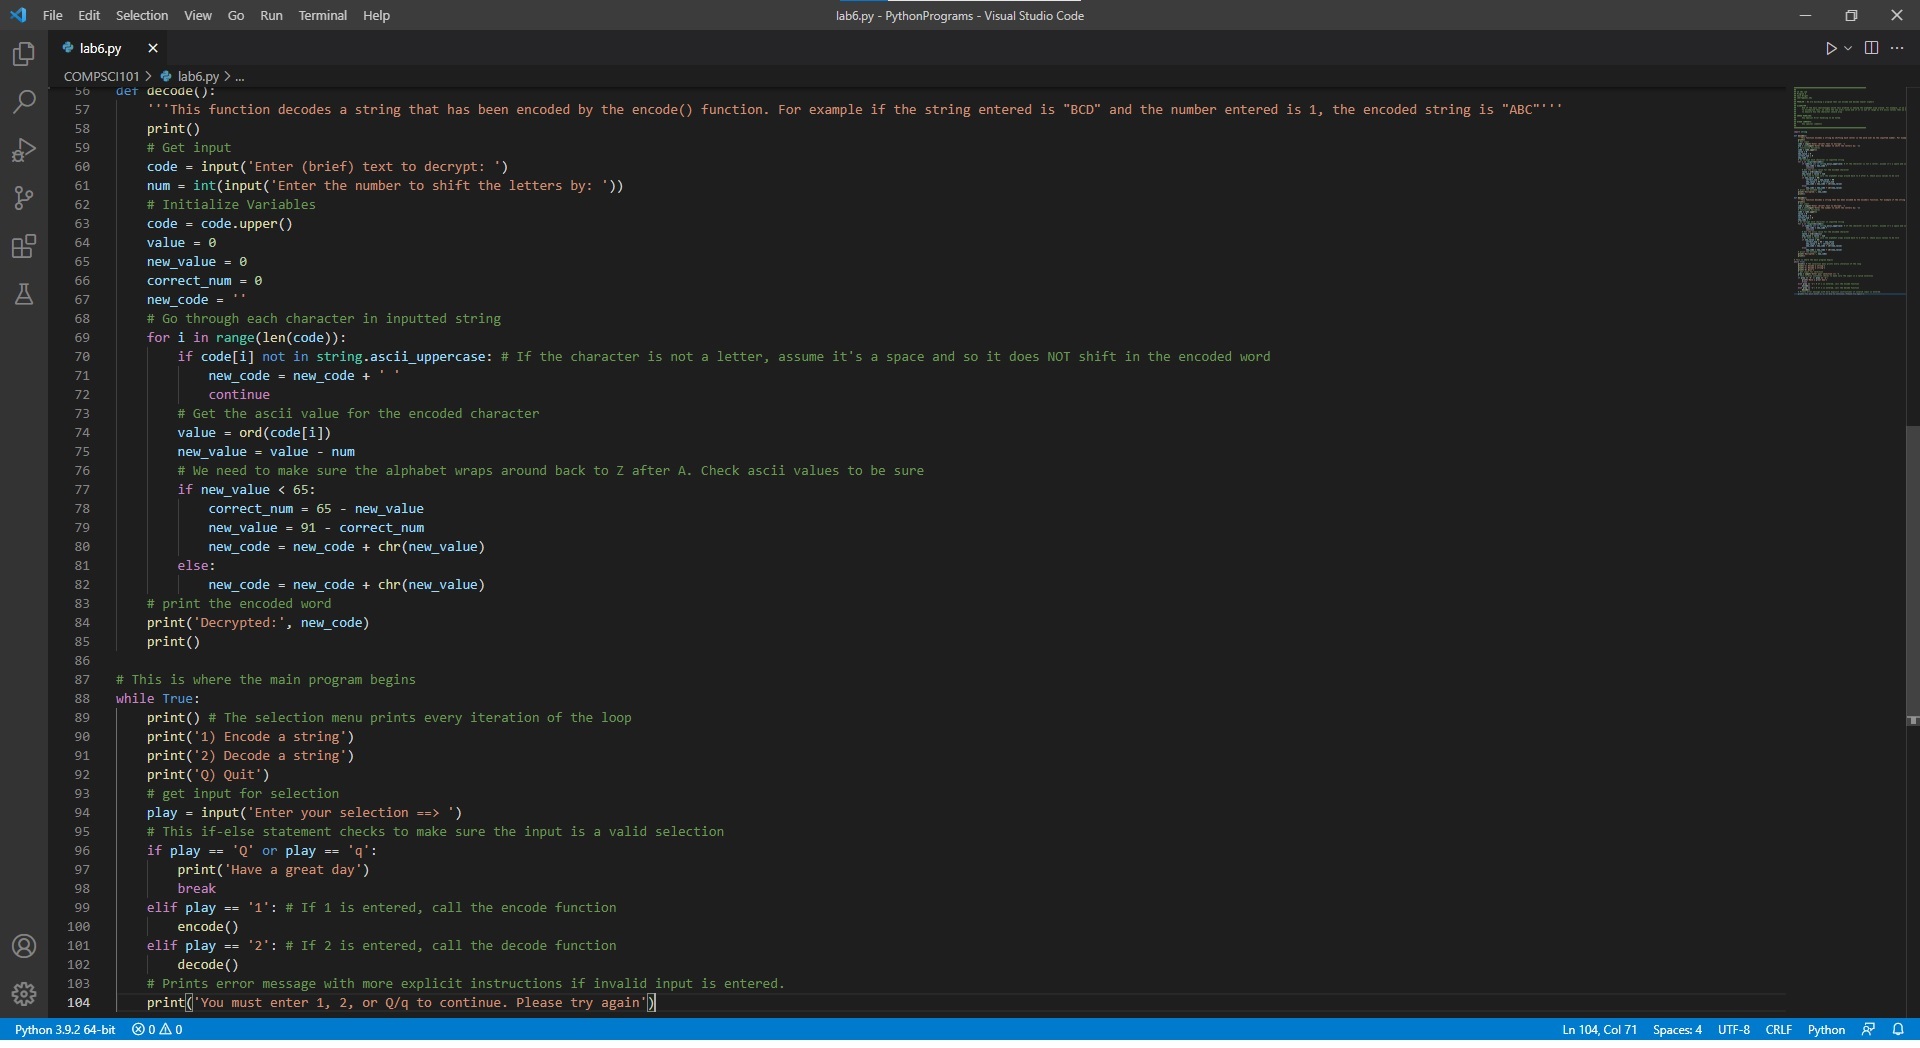 File Edit Selection View Go Run Terminal Help
lab6.py - PythonPrograms - Visual Studio Code
lab6.py
COMPSCI101 > lab6.py > ...
56 def decode():
57     '''This function decodes a string that has been encoded by the encode() function. For example if the string entered is "BCD" and the number entered is 1, the encoded string is "ABC"'''
58     print()
59     # Get input
60     code = input('Enter (brief) text to decrypt: ')
61     num = int(input('Enter the number to shift the letters by: '))
62     # Initialize Variables
63     code = code.upper()
64     value = 0
65     new_value = 0
66     correct_num = 0
67     new_code = ''
68     # Go through each character in inputted string
69     for i in range(len(code)):
70         if code[i] not in string.ascii_uppercase: # If the character is not a letter, assume it's a space and so it does NOT shift in the encoded word
71             new_code = new_code + ' '
72             continue
73         # Get the ascii value for the encoded character
74         value = ord(code[i])
75         new_value = value - num
76         # We need to make sure the alphabet wraps around back to Z after A. Check ascii values to be sure
77         if new_value < 65:
78             correct_num = 65 - new_value
79             new_value = 91 - correct_num
80             new_code = new_code + chr(new_value)
81         else:
82             new_code = new_code + chr(new_value)
83     # print the encoded word
84     print('Decrypted:', new_code)
85     print()
86
87 # This is where the main program begins
88 while True:
89     print() # The selection menu prints every iteration of the loop
90     print('1) Encode a string')
91     print('2) Decode a string')
92     print('Q) Quit')
93     # get input for selection
94     play = input('Enter your selection ==> ')
95     # This if-else statement checks to make sure the input is a valid selection
96     if play == 'Q' or play == 'q':
97         print('Have a great day')
98         break
99     elif play == '1': # If 1 is entered, call the encode function
100         encode()
101     elif play == '2': # If 2 is entered, call the decode function
102         decode()
103     # Prints error message with more explicit instructions if invalid input is entered.
104     print('You must enter 1, 2, or Q/q to continue. Please try again')
Python 3.9.2 64-bit 0 0 Ln 104, Col 71 Spaces: 4 UTF-8 CRLF Python